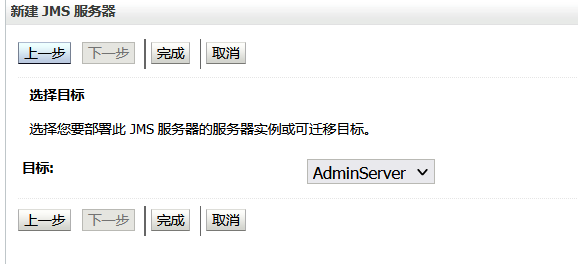 新建 JMS 服务器
上一步 下一步 完成 取消
选择目标
选择您要部署此 JMS 服务器的服务器实例或可迁移目标。
目标: AdminServer
上一步 下一步 完成 取消